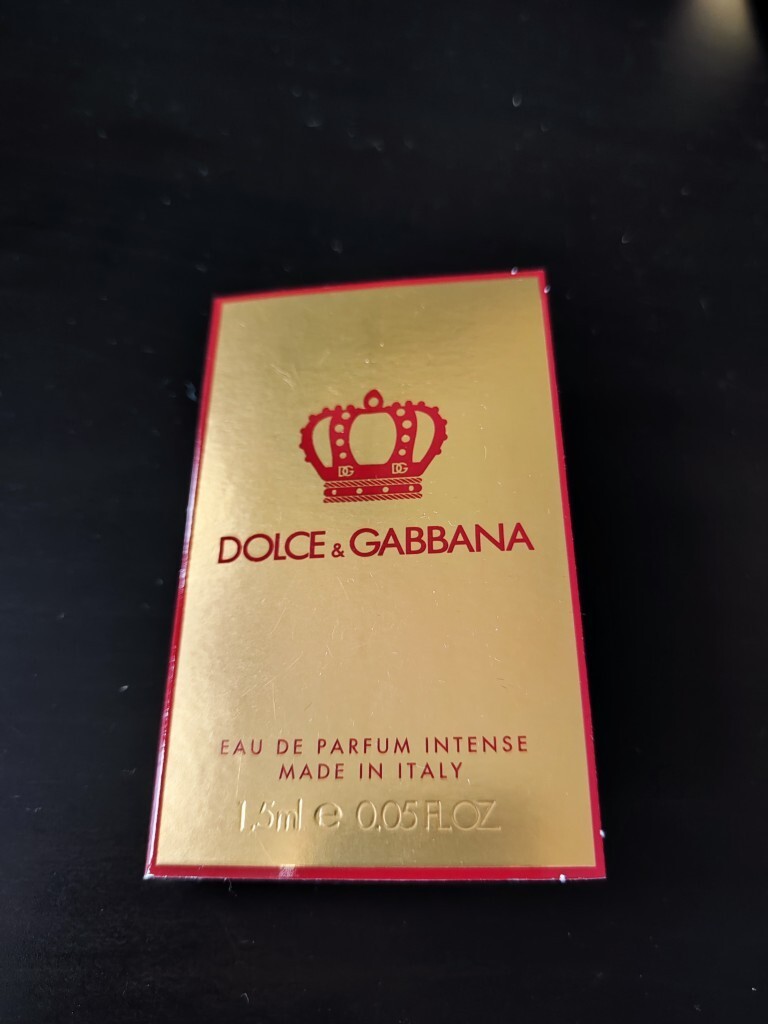 DG DG
DOLCE & GABBANA
EAU DE PARFUM INTENSE
MADE IN ITALY
1,5ml ℮ 0,05 FL.OZ